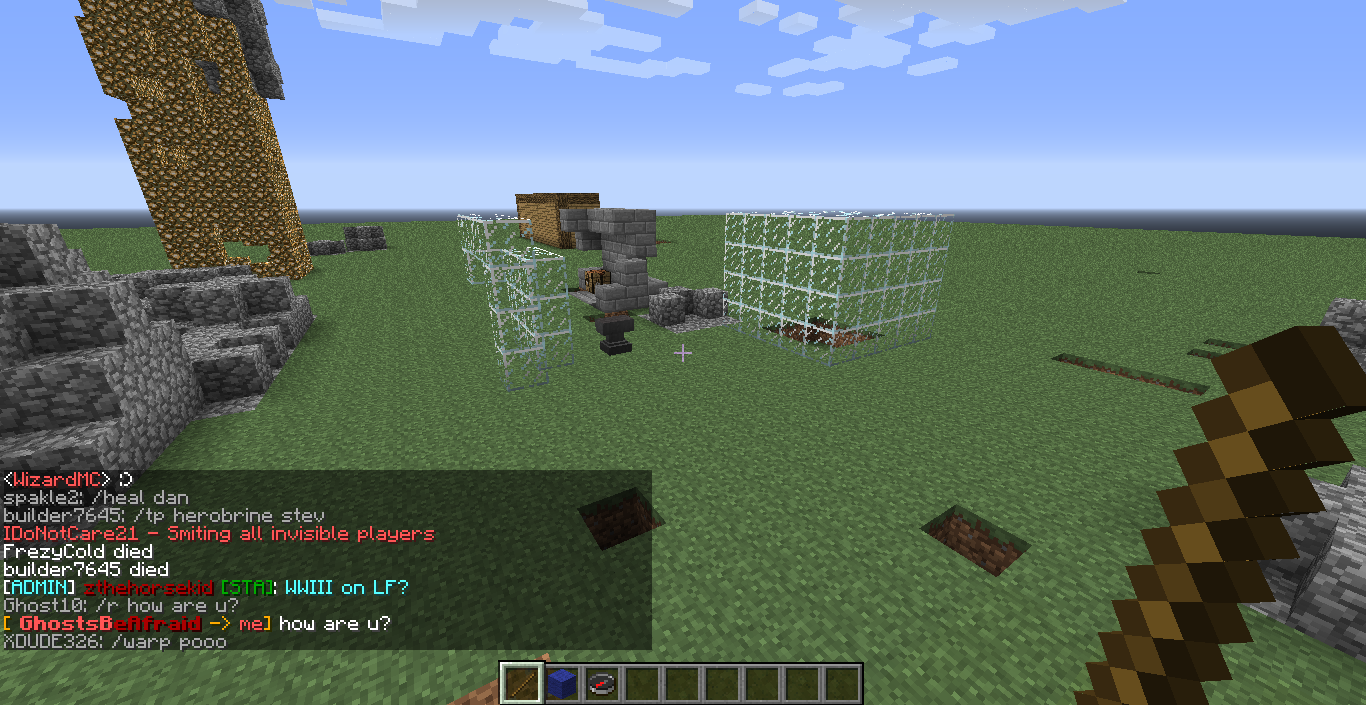 <WizardMC> :)
spakle2: /heal dan
builder7645: /tp herobrine stev
IDoNotCare21 - Smiting all invisible players
FrezyCold died
builder7645 died
[ADMIN] zthehorsekid [STA]: WWIII on LF?
Ghost10: /r how are u?
[ GhostsBeAfraid -> me] how are u?
XDUDE326: /warp pooo